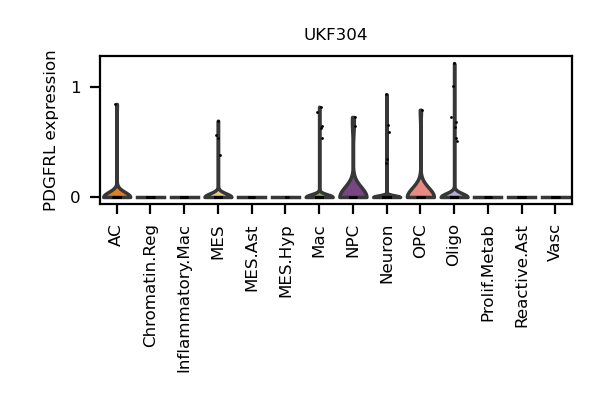 UKF304
PDGFRL expression
1
0
AC
Chromatin.Reg
Inflammatory.Mac
MES
MES.Ast
MES.Hyp
Mac
NPC
Neuron
OPC
Oligo
Prolif.Metab
Reactive.Ast
Vasc